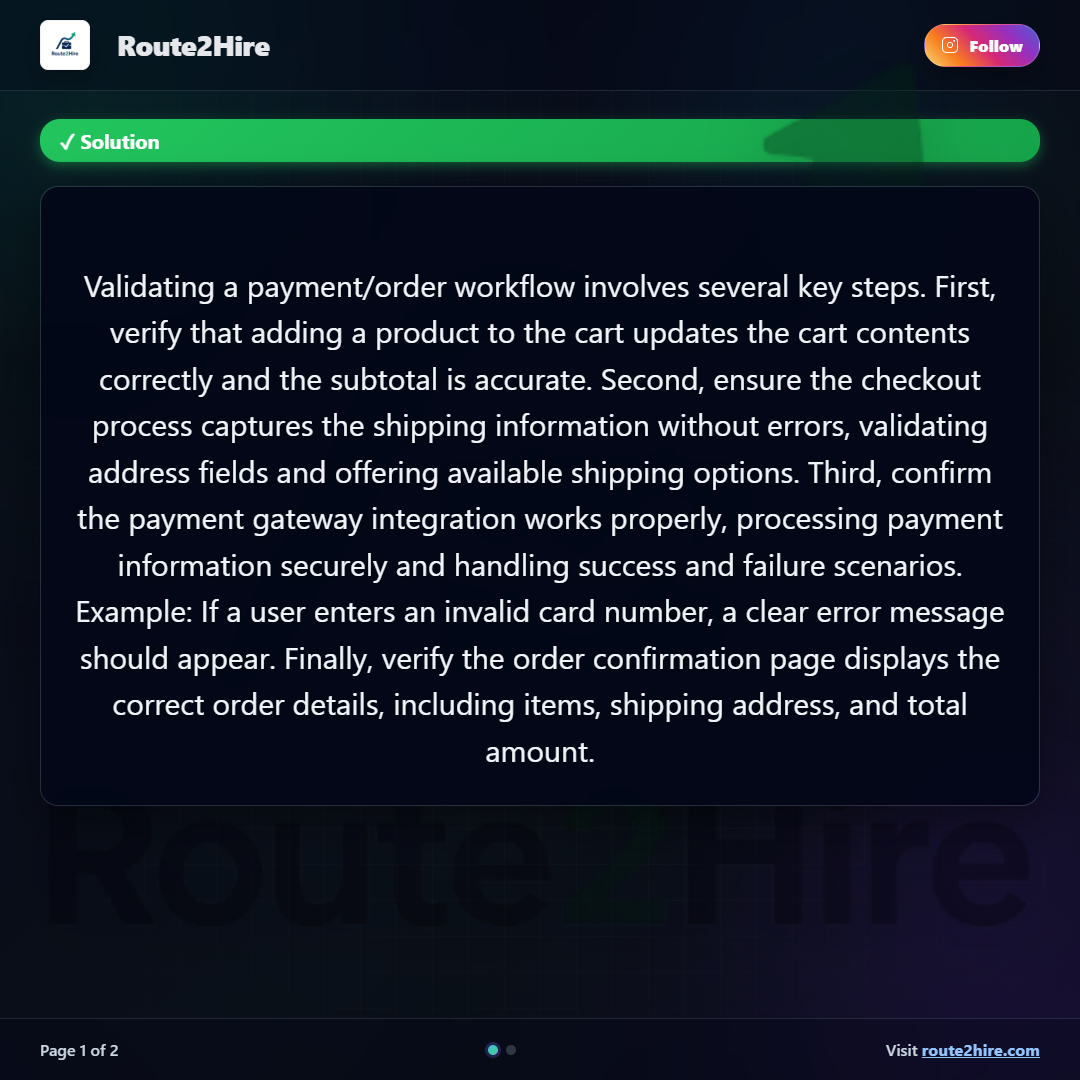 Route2Hire
Route2Hire
Follow
✓ Solution
Validating a payment/order workflow involves several key steps. First,
verify that adding a product to the cart updates the cart contents
correctly and the subtotal is accurate. Second, ensure the checkout
process captures the shipping information without errors, validating
address fields and offering available shipping options. Third, confirm
the payment gateway integration works properly, processing payment
information securely and handling success and failure scenarios.
Example: If a user enters an invalid card number, a clear error message
should appear. Finally, verify the order confirmation page displays the
correct order details, including items, shipping address, and total
amount.
Route2Hire
Page 1 of 2
Visit route2hire.com